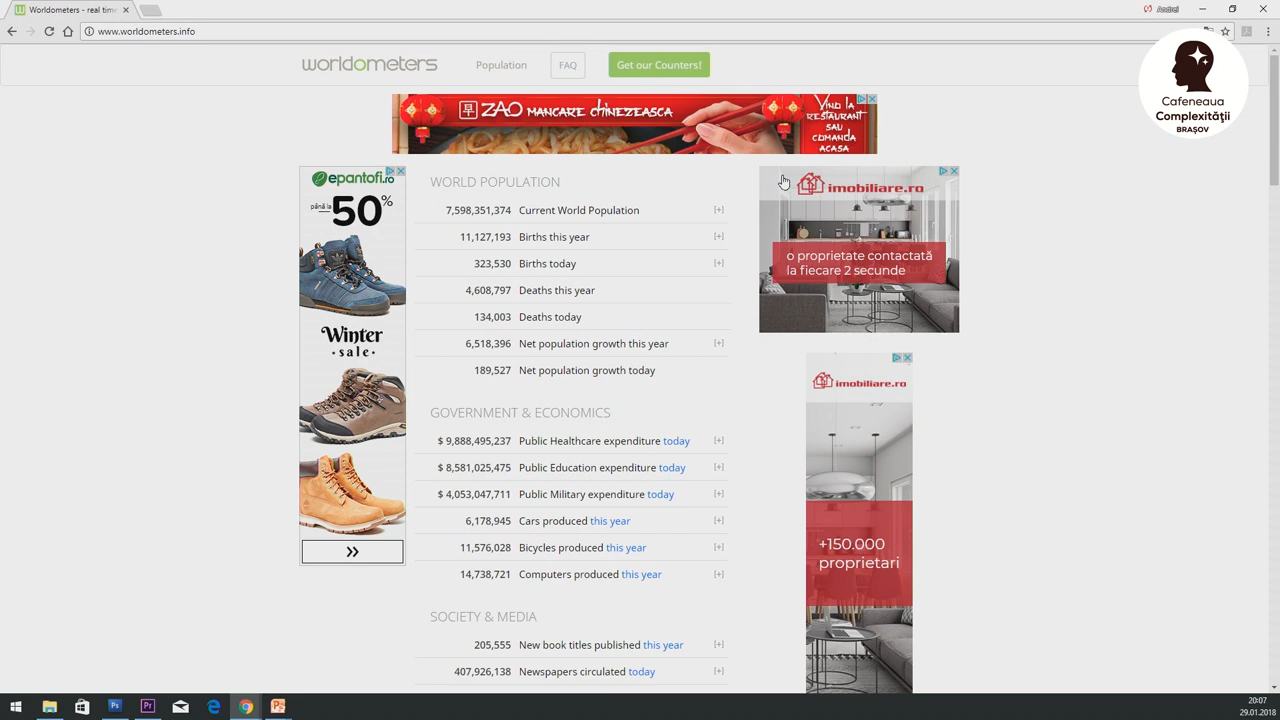 Worldometers - real time
Andrei
www.worldometers.info
worldometers
Population
FAQ
Get our Counters!
Cafeneaua
Complexității
BRAȘOV
ZAO MANCARE CHINEZEASCA
VINO LA
RESTAURANT
SAU
COMANDA
ACASA
epantofi.ro
până la
50%
Winter
sale
WORLD POPULATION
7,598,351,374 Current World Population [+]
11,127,193 Births this year [+]
323,530 Births today [+]
4,608,797 Deaths this year
134,003 Deaths today
6,518,396 Net population growth this year [+]
189,527 Net population growth today
GOVERNMENT & ECONOMICS
$ 9,888,495,237 Public Healthcare expenditure today [+]
$ 8,581,025,475 Public Education expenditure today [+]
$ 4,053,047,711 Public Military expenditure today [+]
6,178,945 Cars produced this year [+]
11,576,028 Bicycles produced this year [+]
14,738,721 Computers produced this year [+]
SOCIETY & MEDIA
205,555 New book titles published this year [+]
407,926,138 Newspapers circulated today [+]
imobiliare.ro
o proprietate contactată
la fiecare 2 secunde
imobiliare.ro
+150.000
proprietari
Ps
Pr
20:07
29.01.2018